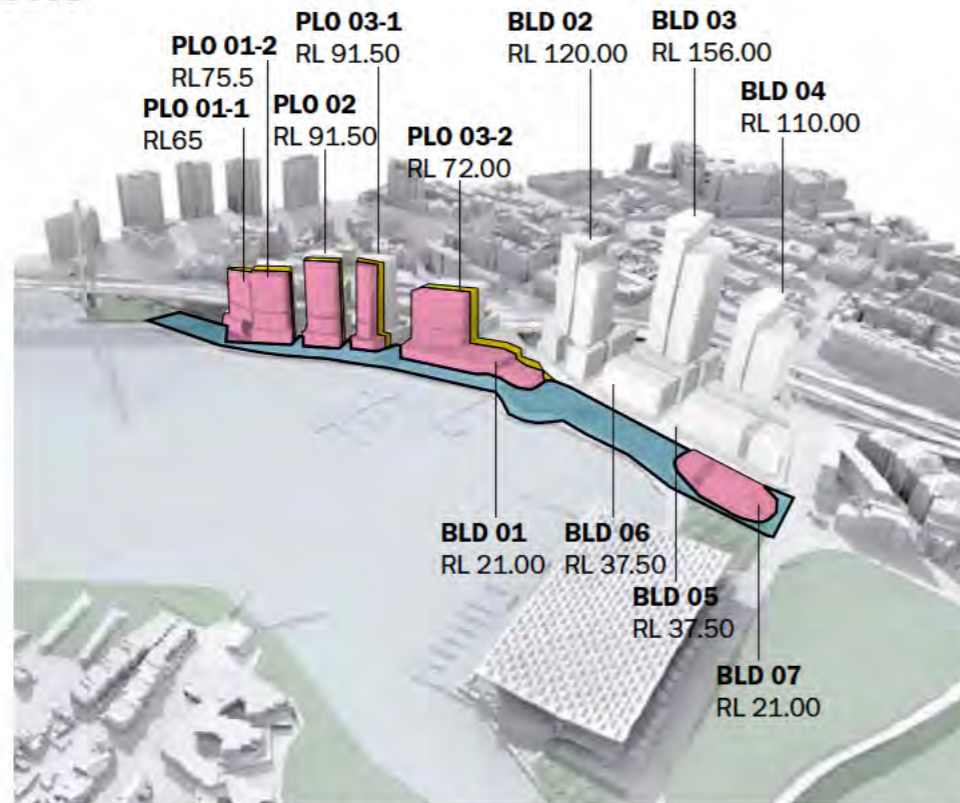 PLO 03-1
RL 91.50
BLD 02
RL 120.00
BLD 03
RL 156.00
PLO 01-2
RL75.5
BLD 04
RL 110.00
PLO 01-1
RL65
PLO 02
RL 91.50
PLO 03-2
RL 72.00
BLD 01
RL 21.00
BLD 06
RL 37.50
BLD 05
RL 37.50
BLD 07
RL 21.00